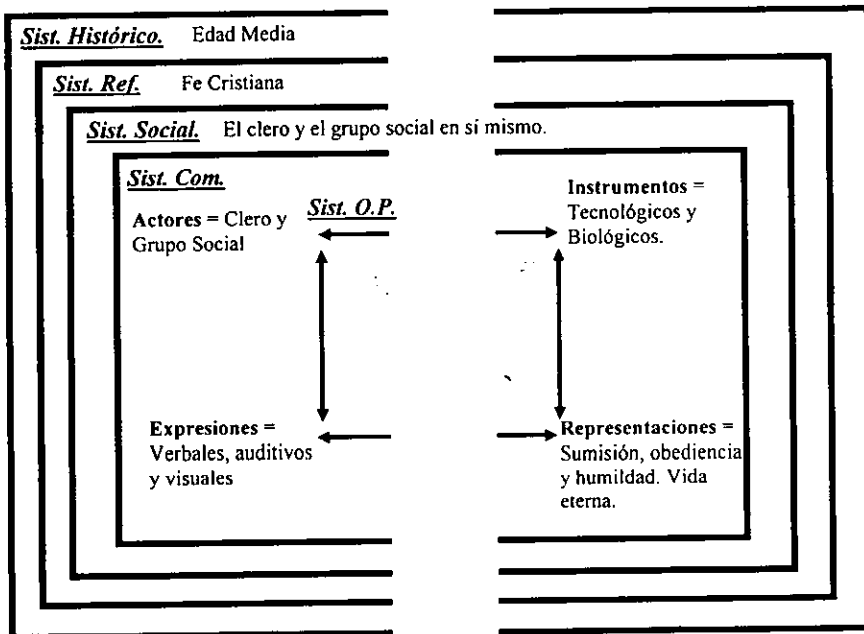 Sist. Histórico. Edad Media
Sist. Ref. Fe Cristiana
Sist. Social. El clero y el grupo social en sí mismo.
Sist. Com.
Actores = Clero y
Grupo Social
Sist. O.P.
Instrumentos =
Tecnológicos y
Biológicos.
Expresiones =
Verbales, auditivos
y visuales
Representaciones =
Sumisión, obediencia
y humildad. Vida
eterna.